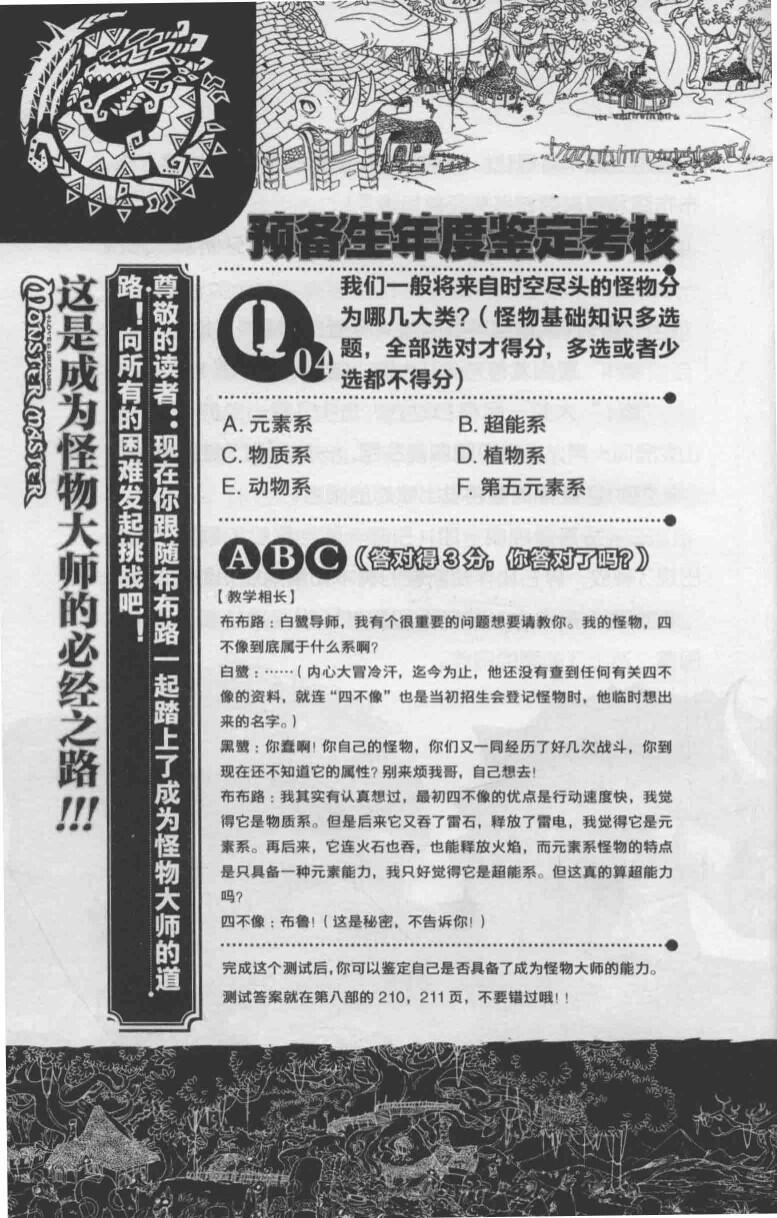 预备生年度鉴定考核
Q04
我们一般将来自时空尽头的怪物分
为哪几大类？（怪物基础知识多选
题，全部选对才得分，多选或者少
选都不得分）
A. 元素系
B. 超能系
C. 物质系
D. 植物系
E. 动物系
F. 第五元素系
ABC（答对得 3 分，你答对了吗？）
【教学相长】
布布路：白鹭导师，我有个很重要的问题想要请教你。我的怪物，四
不像到底属于什么系啊？
白鹭：……（内心大冒冷汗，迄今为止，他还没有查到任何有关四不
像的资料，就连“四不像”也是当初招生会登记怪物时，他临时想出
来的名字。）
黑鹭：你蠢啊！你自己的怪物，你们又一同经历了好几次战斗，你到
现在还不知道它的属性？别来烦我哥，自己想去！
布布路：我其实有认真想过，最初四不像的优点是行动速度快，我觉
得它是物质系。但是后来它又吞了雷石，释放了雷电，我觉得它是元
素系。再后来，它连火石也吞，也能释放火焰，而元素系怪物的特点
是只具备一种元素能力，我只好觉得它是超能系。但这真的算超能力
吗？
四不像：布鲁！（这是秘密，不告诉你！）
完成这个测试后，你可以鉴定自己是否具备了成为怪物大师的能力。
测试答案就在第八部的 210，211 页，不要错过哦！！
尊敬的读者：现在你跟随布布路一起踏上了成为怪物大师的道
路！向所有的困难发起挑战吧！
这是成为怪物大师的必经之路!!!
MONSTER MASTER